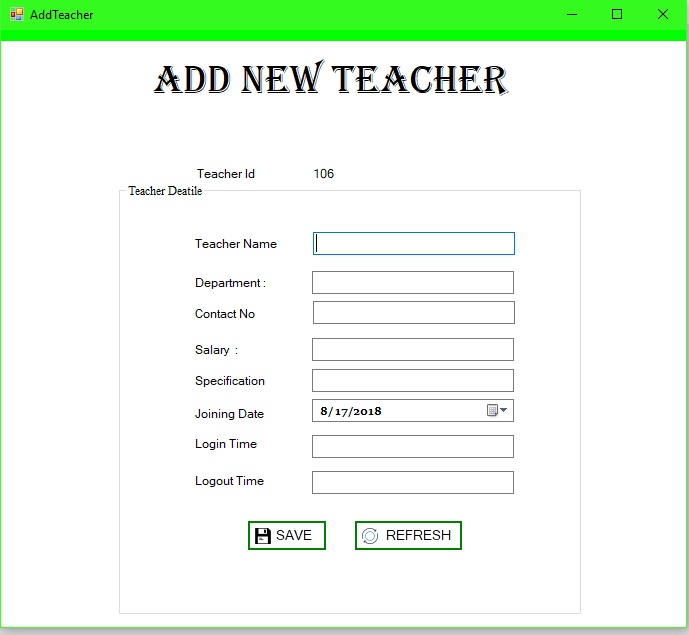 AddTeacher
ADD NEW TEACHER
Teacher Id 106
Teacher Deatile
Teacher Name
Department :
Contact No
Salary :
Specification
Joining Date 8/17/2018
Login Time
Logout Time
SAVE REFRESH